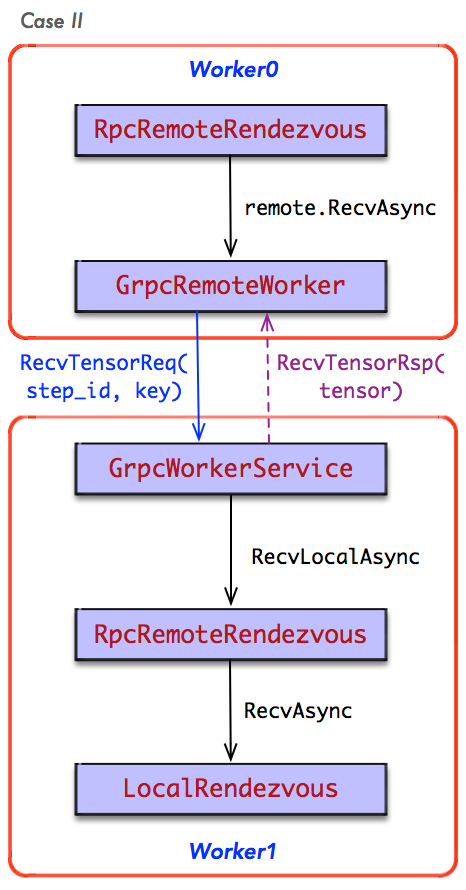 Case II
Worker0
RpcRemoteRendezvous
remote.RecvAsync
GrpcRemoteWorker
RecvTensorReq(
step_id, key)
RecvTensorRsp(
tensor)
GrpcWorkerService
RecvLocalAsync
RpcRemoteRendezvous
RecvAsync
LocalRendezvous
Worker1